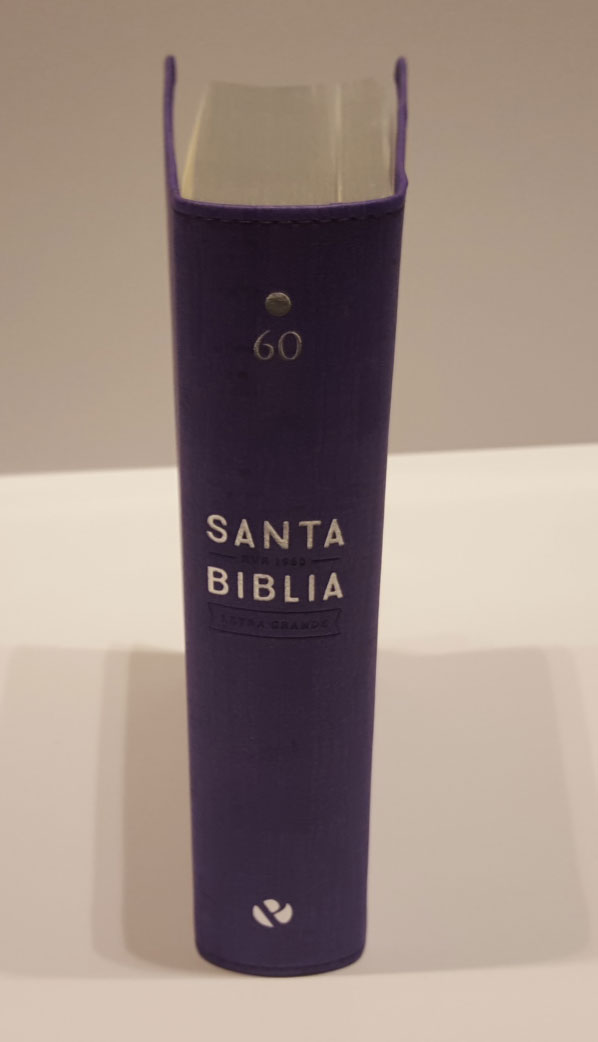 60
SANTA
RVR 1960
BIBLIA
LETRA GRANDE